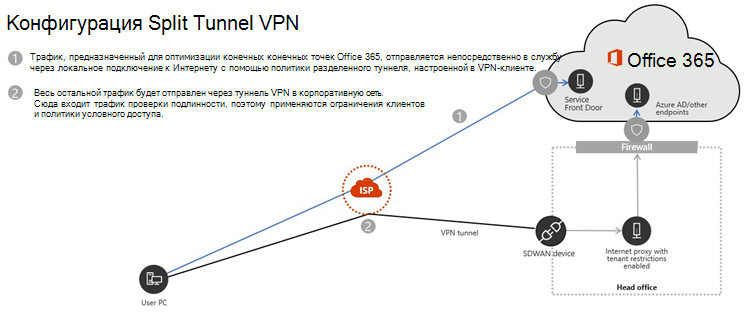 Конфигурация Split Tunnel VPN
1 Трафик, предназначенный для оптимизации конечных конечных точек Office 365, отправляется непосредственно в службу
через локальное подключение к Интернету с помощью политики разделенного туннеля, настроенной в VPN-клиенте.
2 Весь остальной трафик будет отправлен через туннель VPN в корпоративную сеть.
Сюда входит трафик проверки подлинности, поэтому применяются ограничения клиентов
и политики условного доступа.
Office 365
Service
Front Door
Azure AD/other
endpoints
1
Firewall
ISP
2
VPN tunnel
SDWAN device
Internet proxy with
tenant restrictions
enabled
Head office
User PC